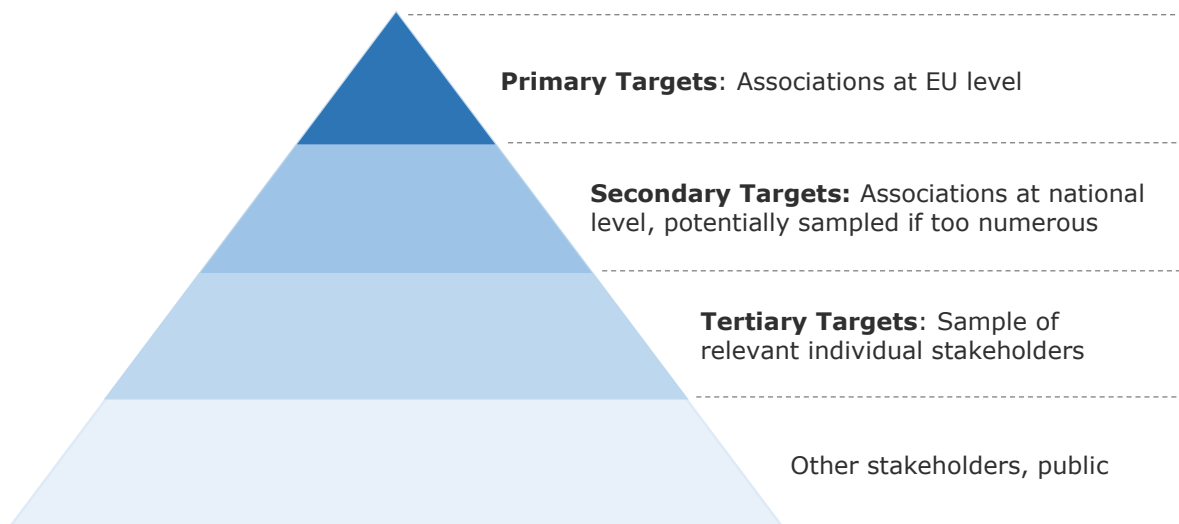 Primary Targets: Associations at EU level
Secondary Targets: Associations at national
level, potentially sampled if too numerous
Tertiary Targets: Sample of
relevant individual stakeholders
Other stakeholders, public